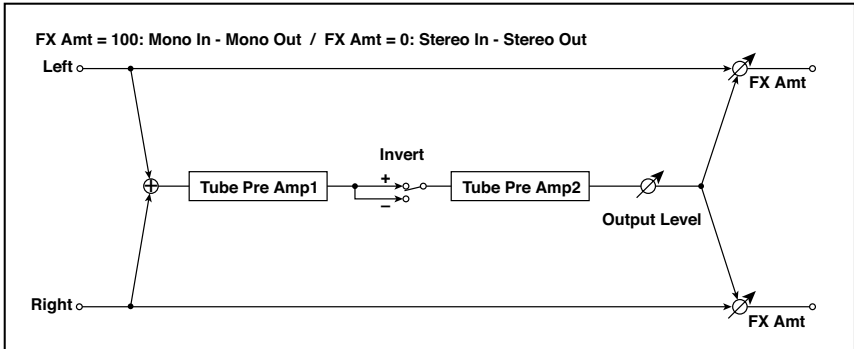 FX Amt = 100: Mono In - Mono Out / FX Amt = 0: Stereo In - Stereo Out
Left
FX Amt
Invert
+
Tube Pre Amp1
Tube Pre Amp2
–
Output Level
Right
FX Amt